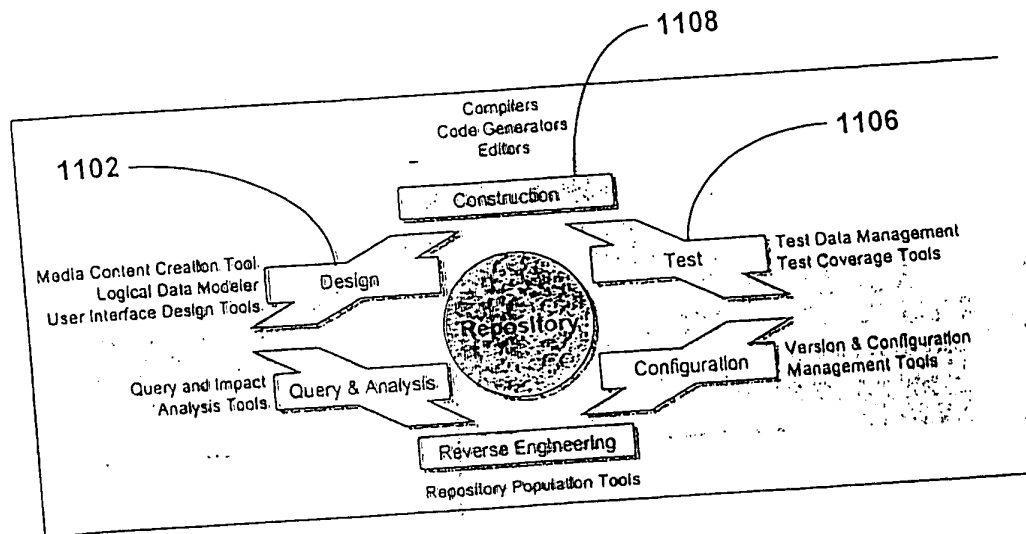 1108
Compilers
Code Generators
Editors
1106
1102
Construction
Media Content Creation Tool
Logical Data Modeler
User Interface Design Tools
Design
Test
Test Data Management
Test Coverage Tools
Repository
Query and Impact
Analysis Tools
Query & Analysis
Configuration
Version & Configuration
Management Tools
Reverse Engineering
Repository Population Tools